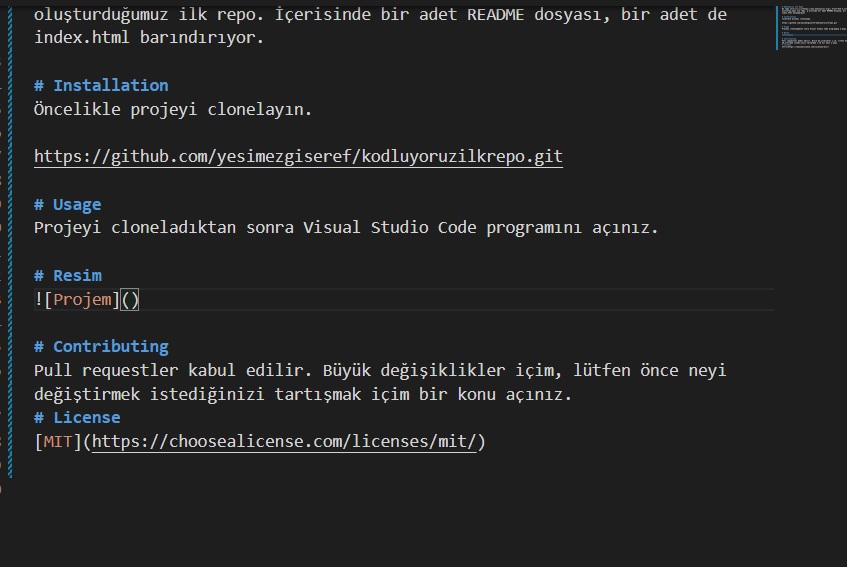 oluşturduğumuz ilk repo. İçerisinde bir adet README dosyası, bir adet de
index.html barındırıyor.
# Installation
Öncelikle projeyi clonelayın.
https://github.com/yesimezgiseref/kodluyoruzilkrepo.git
# Usage
Projeyi cloneladıktan sonra Visual Studio Code programını açınız.
# Resim
![Projem]()
# Contributing
Pull requestler kabul edilir. Büyük değişiklikler içim, lütfen önce neyi
değiştirmek istediğinizi tartışmak içim bir konu açınız.
# License
[MIT](https://choosealicense.com/licenses/mit/)